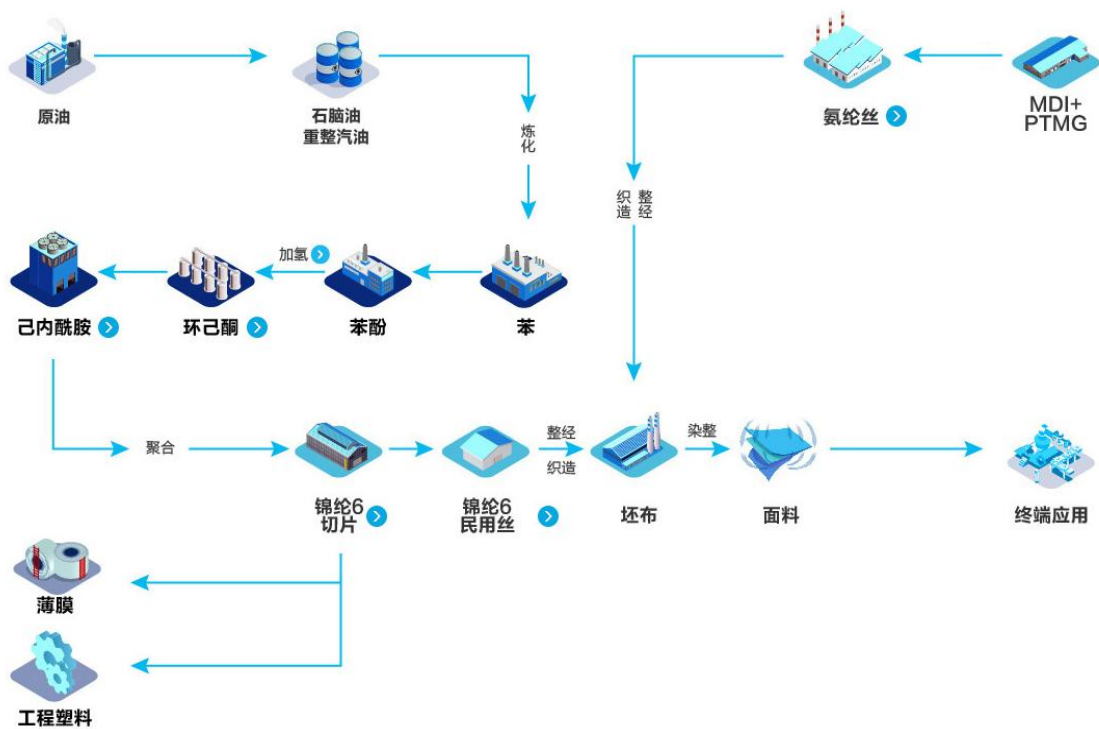 原油
石脑油
重整汽油
炼化
氨纶丝
MDI+
PTMG
织造
整经
己内酰胺
环己酮
加氢
苯酚
苯
聚合
锦纶6
切片
锦纶6
民用丝
整经
织造
坯布
染整
面料
终端应用
薄膜
工程塑料